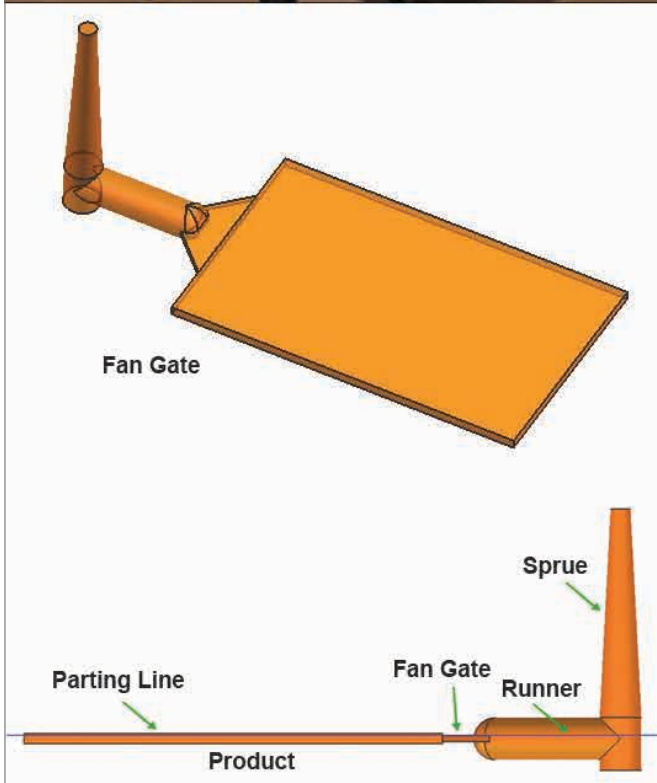 Fan Gate
Sprue
Fan Gate
Runner
Parting Line
Product